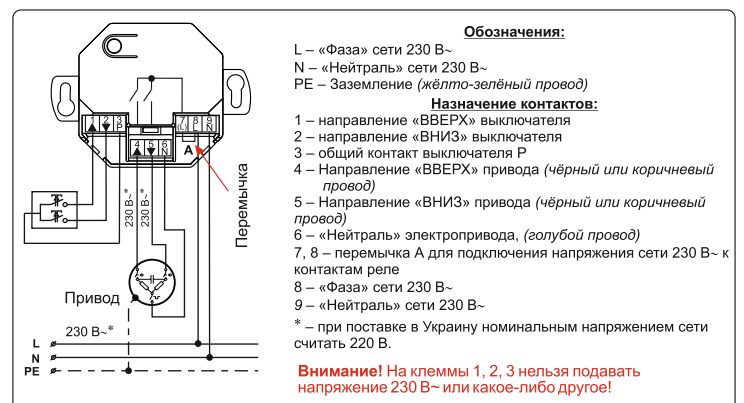 Обозначения:
L – «Фаза» сети 230 В~
N – «Нейтраль» сети 230 В~
PE – Заземление (жёлто-зелёный провод)
Назначение контактов:
1 – направление «ВВЕРХ» выключателя
2 – направление «ВНИЗ» выключателя
3 – общий контакт выключателя P
4 – Направление «ВВЕРХ» привода (чёрный или коричневый
провод)
5 – Направление «ВНИЗ» привода (чёрный или коричневый
провод)
6 – «Нейтраль» электропривода, (голубой провод)
7, 8 – перемычка А для подключения напряжения сети 230 В~ к
контактам реле
8 – «Фаза» сети 230 В~
9 – «Нейтраль» сети 230 В~
* – при поставке в Украину номинальным напряжением сети
считать 220 В.
Внимание! На клеммы 1, 2, 3 нельзя подавать
напряжение 230 В~ или какое-либо другое!
1 2 3 7 8 9
P (L) L N
4 5 6
N
A
Перемычка
230 В~*
230 В~*
Привод
230 В~*
L
N
PE